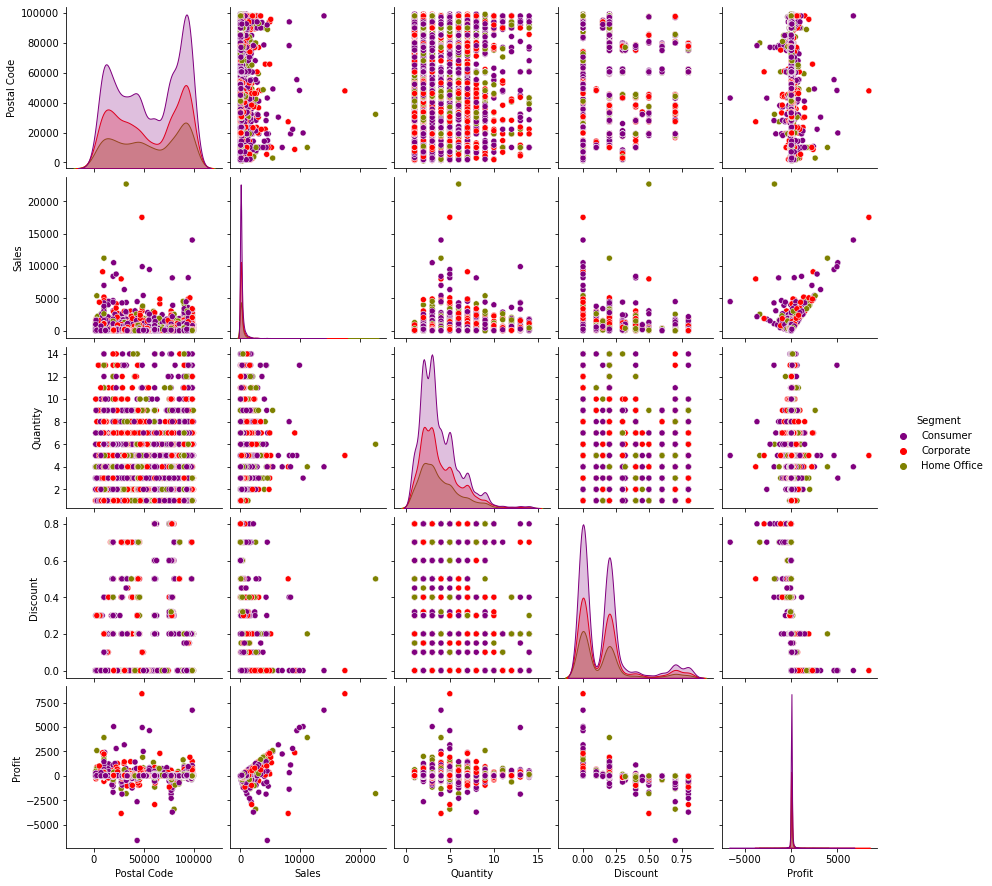 100000
80000
60000
40000
20000
0
Postal Code
20000
15000
10000
5000
0
Sales
14
12
10
8
6
4
2
Quantity
Segment
Consumer
Corporate
Home Office
0.8
0.6
0.4
0.2
0.0
Discount
7500
5000
2500
0
−2500
−5000
Profit
0 50000 100000
0 10000 20000
0 5 10 15
0.00 0.25 0.50 0.75
−5000 0 5000
Postal Code
Sales
Quantity
Discount
Profit